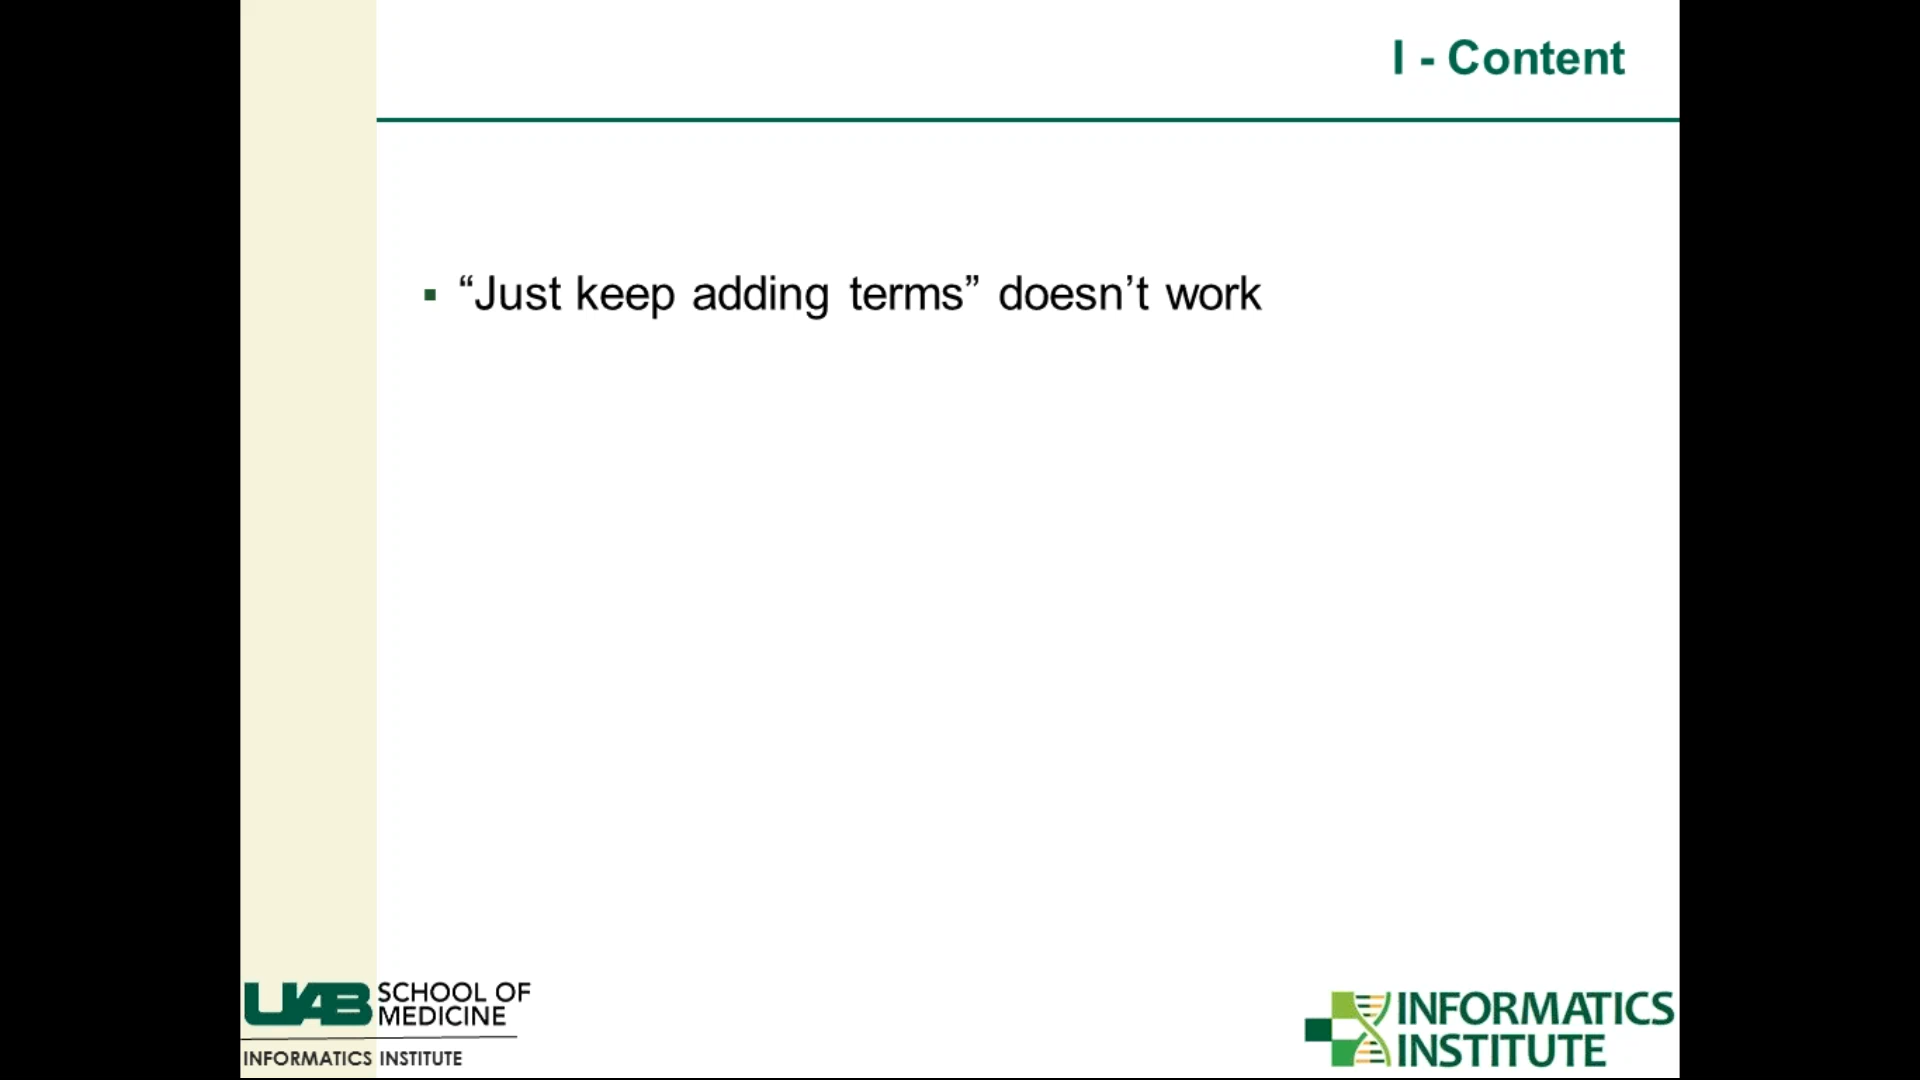 I - Content
“Just keep adding terms” doesn’t work
UAB SCHOOL OF
MEDICINE
INFORMATICS INSTITUTE
INFORMATICS
INSTITUTE